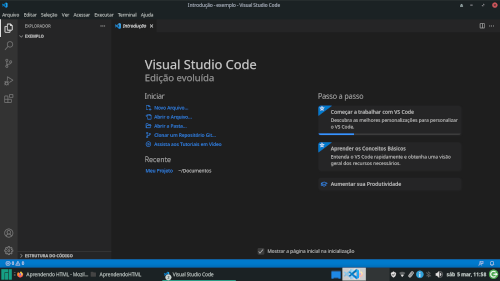 Introdução - exemplo - Visual Studio Code
Arquivo Editar Seleção Ver Acessar Executar Terminal Ajuda
EXPLORADOR
Introdução
EXEMPLO
Visual Studio Code
Edição evoluída
Iniciar
Novo Arquivo...
Abrir o Arquivo...
Abrir a Pasta...
Clonar um Repositório Git...
Assista aos Tutoriais em Vídeo
Recente
Meu Projeto ~/Documentos
Passo a passo
Começar a trabalhar com VS Code
Descubra as melhores personalizações para personalizar
o VS Code.
Aprender os Conceitos Básicos
Entenda o VS Code rapidamente e obtenha uma visão
geral dos recursos necessários.
Aumentar sua Produtividade
Mostrar a página inicial na inicialização
ESTRUTURA DO CÓDIGO
0 0
Aprendendo HTML - Mozil...
AprendendoHTML
Visual Studio Code
sáb 5 mar, 11:58